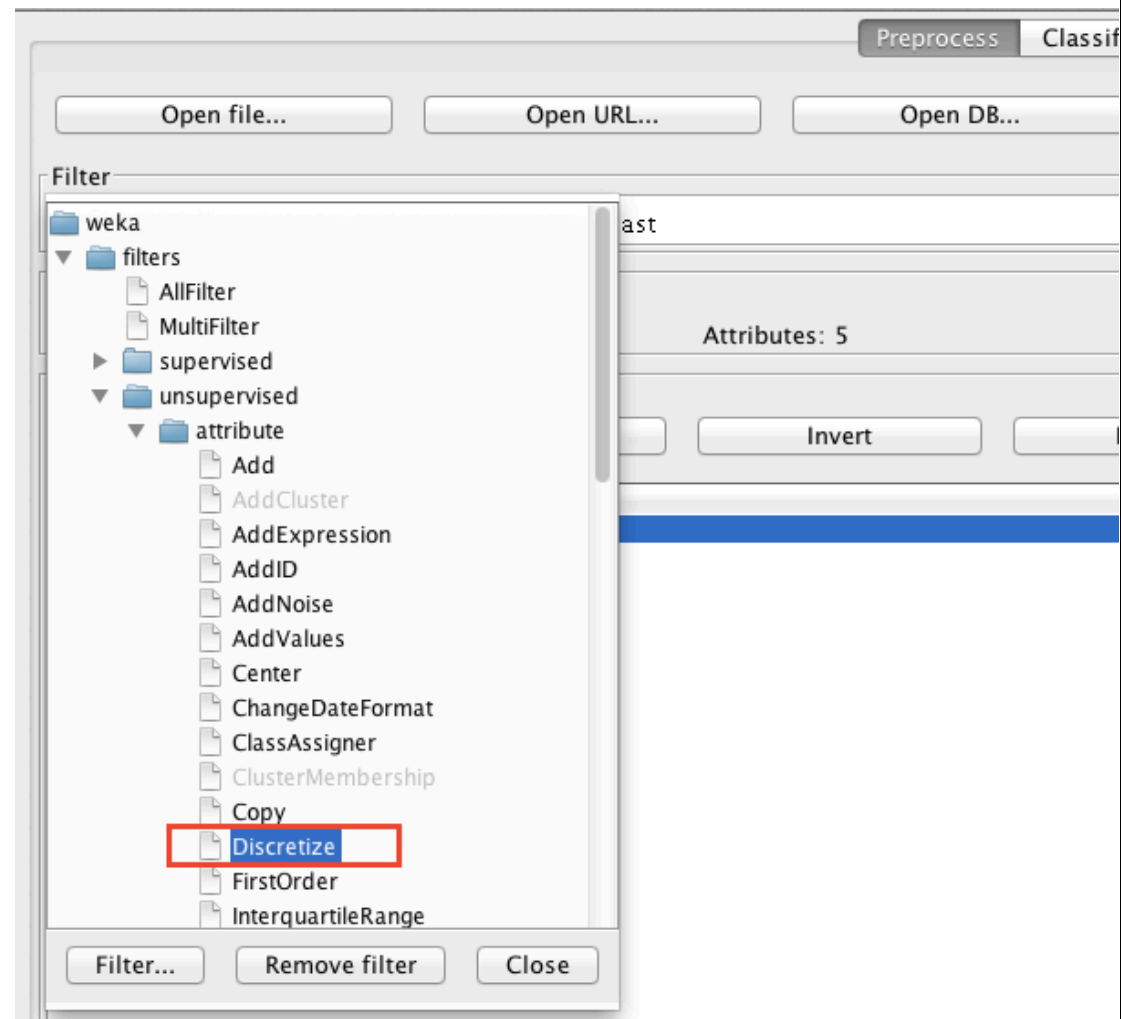 Preprocess Classif
Open file... Open URL... Open DB...
Filter
weka
ast
filters
AllFilter
MultiFilter
Attributes: 5
supervised
unsupervised
attribute
Invert
Add
AddCluster
AddExpression
AddID
AddNoise
AddValues
Center
ChangeDateFormat
ClassAssigner
ClusterMembership
Copy
Discretize
FirstOrder
InterquartileRange
Filter... Remove filter Close